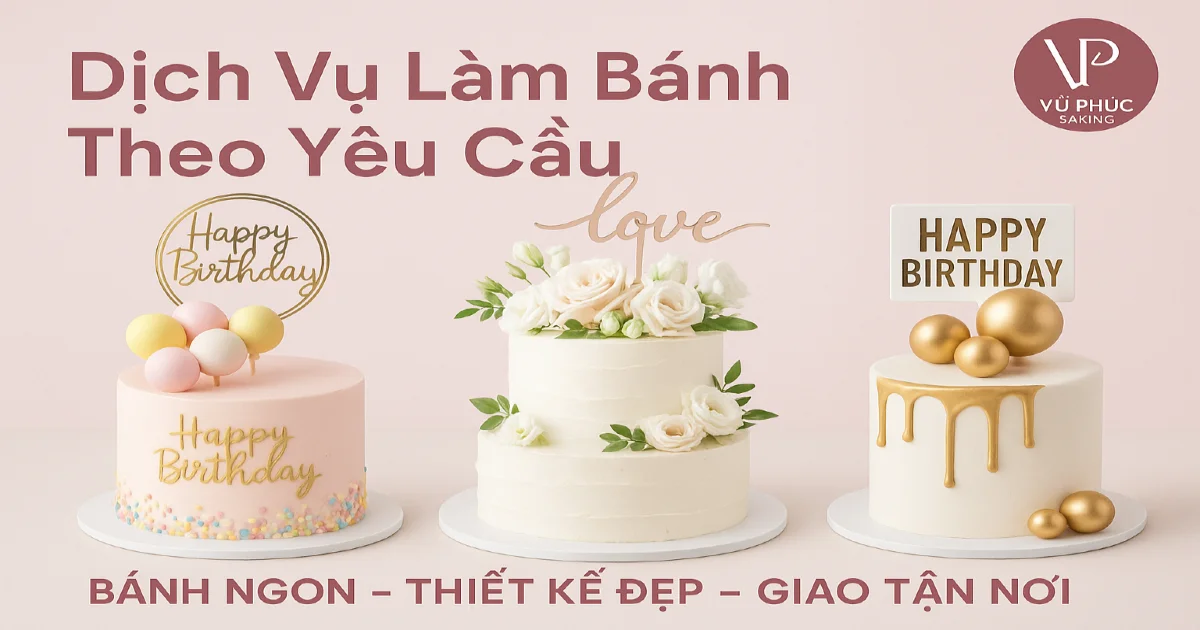 Dịch Vụ Làm Bánh
Theo Yêu Cầu
VP
VŨ PHÚC
SAKING
Happy
Birthday
love
HAPPY
BIRTHDAY
Happy
Birthday
BÁNH NGON – THIẾT KẾ ĐẸP – GIAO TẬN NƠI